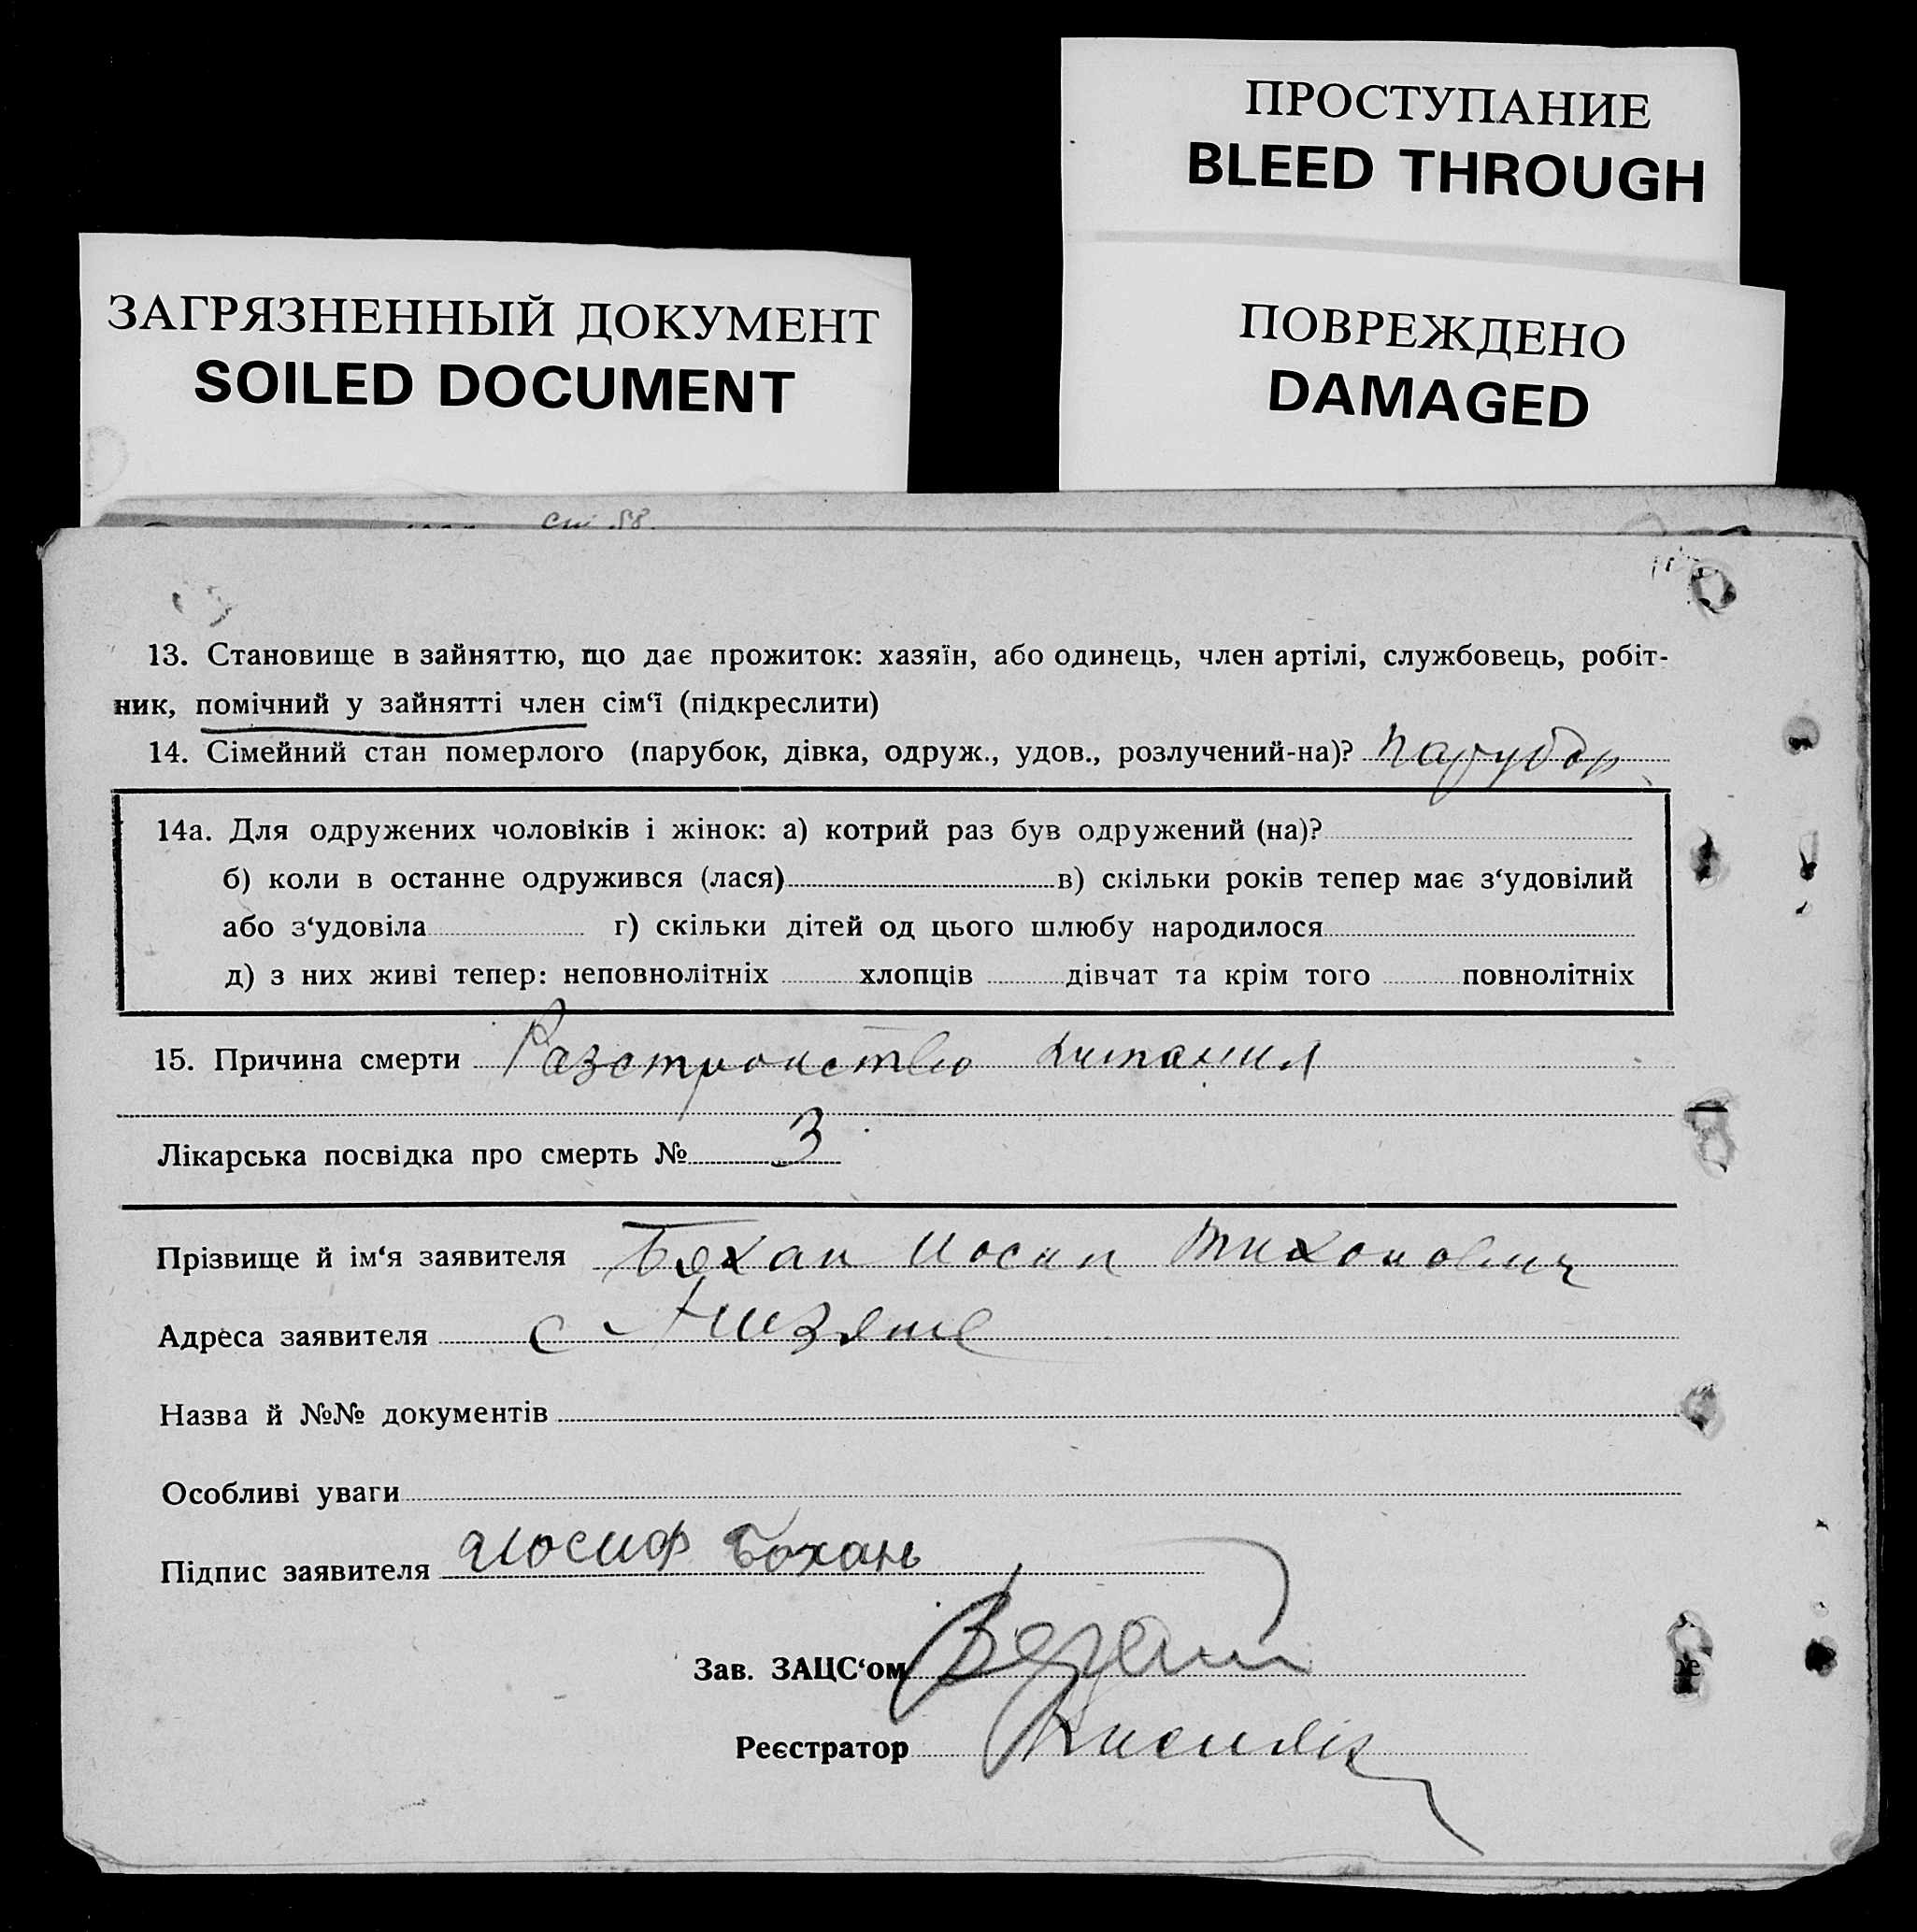 ПРОСТУПАНИЕ
BLEED THROUGH
ЗАГРЯЗНЕННЫЙ ДОКУМЕНТ
SOILED DOCUMENT
ПОВРЕЖДЕНО
DAMAGED
13. Становище в зайняттю, що дає прожиток: хазяїн, або одинець, член артілі, службовець, робіт-
ник, помічний у зайнятті член сім‘ї (підкреслити)
14. Сімейний стан померлого (парубок, дівка, одруж., удов., розлучений-на)?
14а. Для одружених чоловіків і жінок: а) котрий раз був одружений (на)?
б) коли в останнє одружився (лася) в) скільки років тепер має з‘удовілий
або з‘удовіла г) скільки дітей од цього шлюбу народилося
д) з них живі тепер: неповнолітніх хлопців дівчат та крім того повнолітніх
15. Причина смерти Разстройство питания
Лікарська посвідка про смерть № 3
Прізвище й ім‘я заявителя Бохан Иосип Тихонович
Адреса заявителя с
Назва й №№ документів
Особливі уваги
Підпис заявителя Иосиф Бохань
Зав. ЗАЦС‘ом
Реєстратор